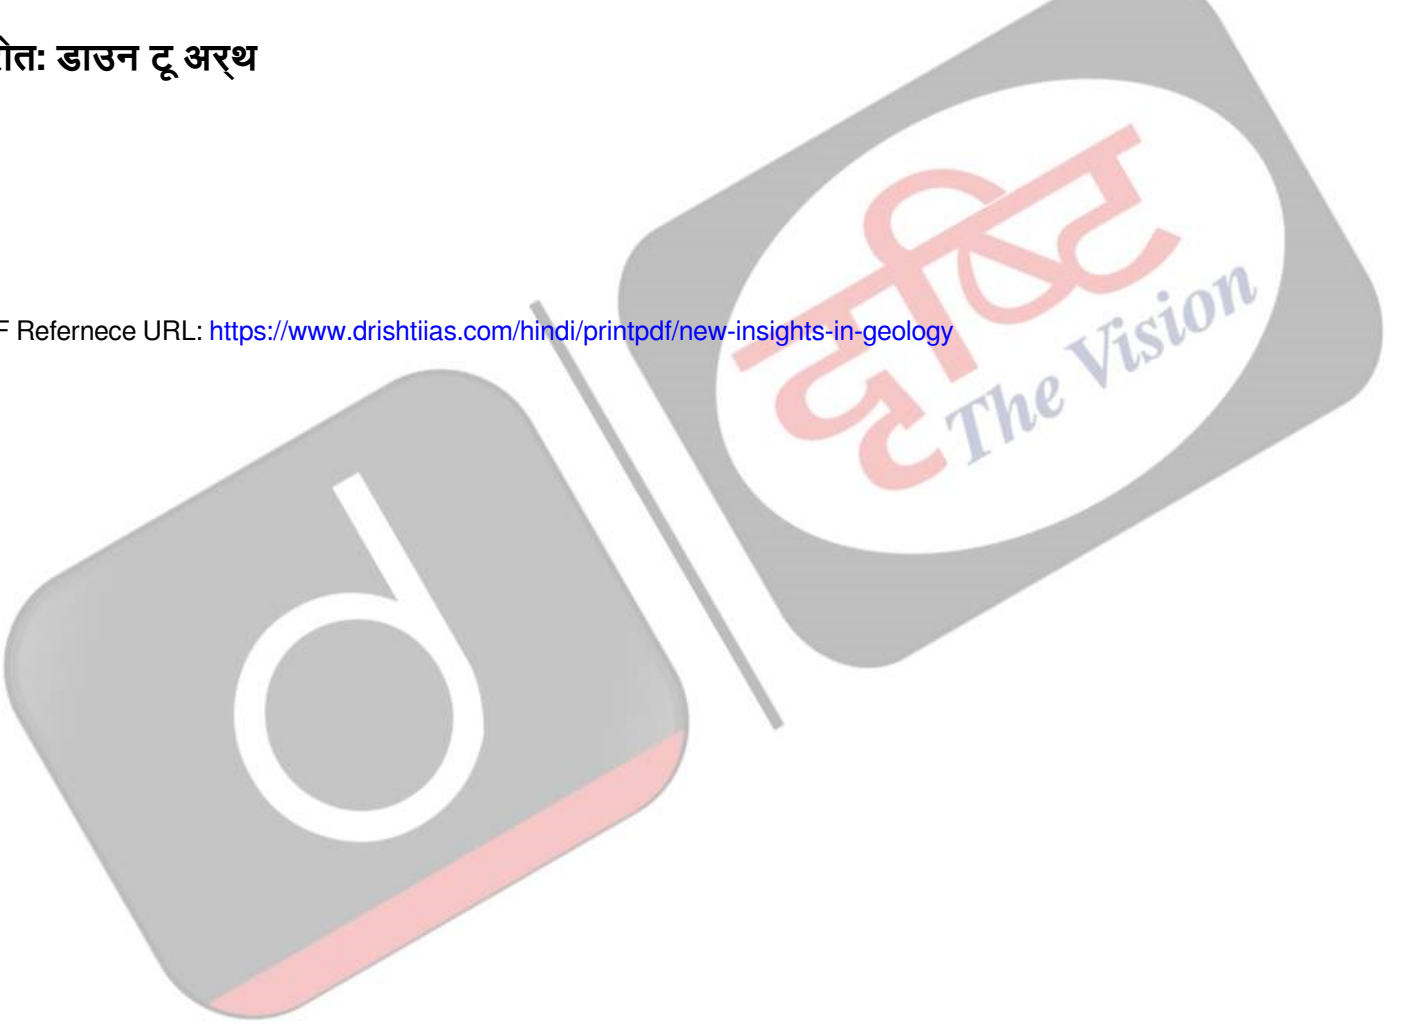 डाउन टू अर्थ
Refernece URL: https://www.drishtiias.com/hindi/printpdf/new-insights-in-geology
दृष्टि
The Vision
d